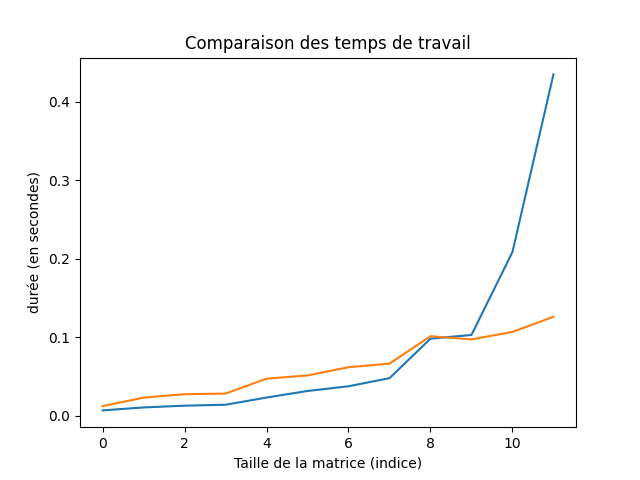 Comparaison des temps de travail
durée (en secondes)
0.4
0.3
0.2
0.1
0.0
0 2 4 6 8 10
Taille de la matrice (indice)